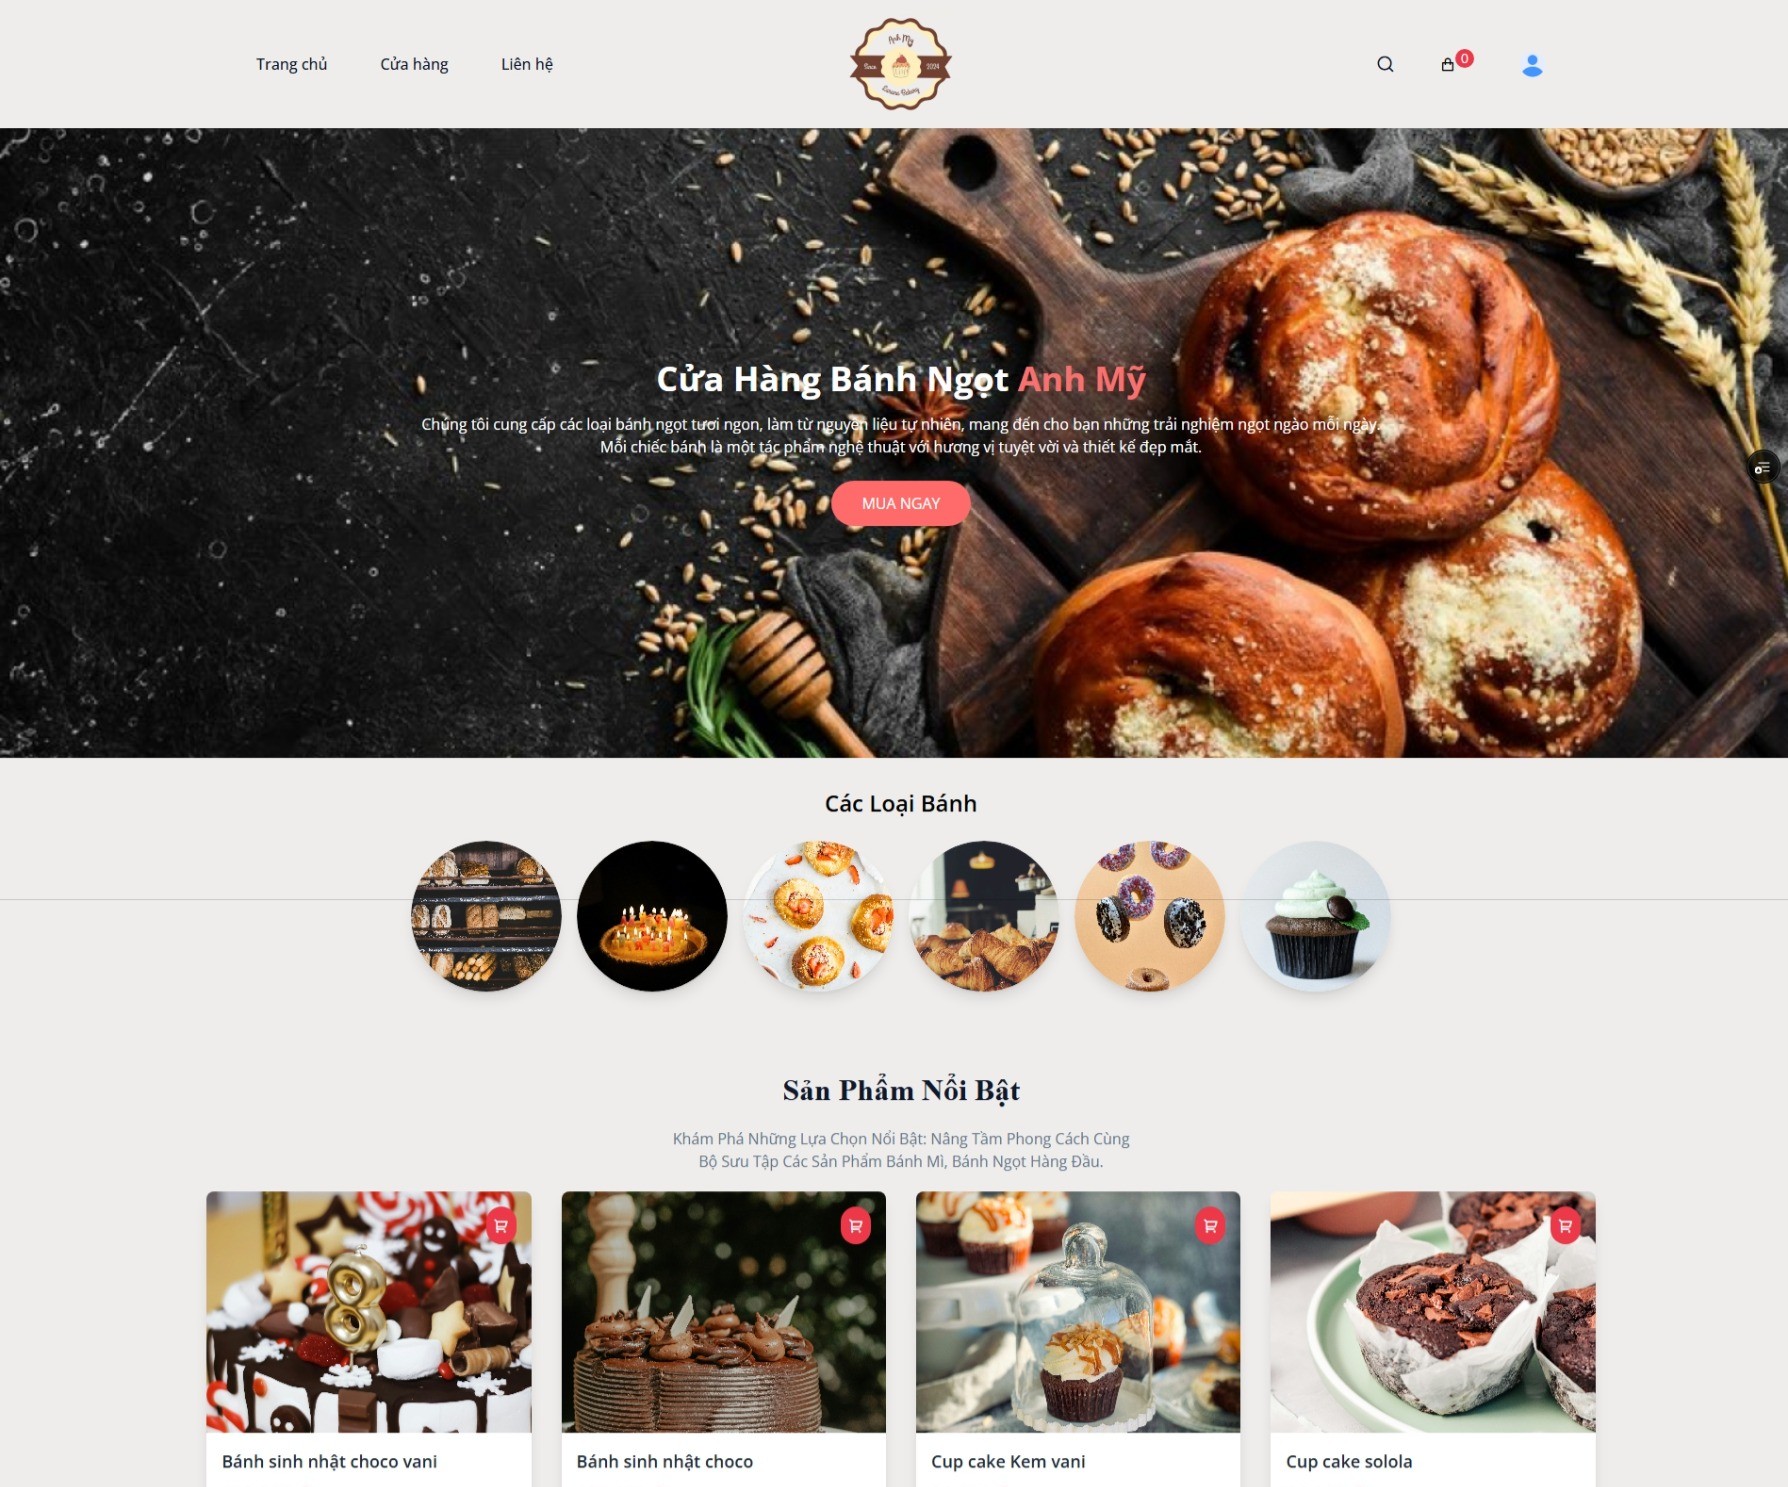 Trang chủ
Cửa hàng
Liên hệ
Anh Mỹ
Since
2024
0
Cửa Hàng Bánh Ngọt Anh Mỹ
Chúng tôi cung cấp các loại bánh ngọt tươi ngon, làm từ nguyên liệu tự nhiên, mang đến cho bạn những trải nghiệm ngọt ngào mỗi ngày.
Mỗi chiếc bánh là một tác phẩm nghệ thuật với hương vị tuyệt vời và thiết kế đẹp mắt.
MUA NGAY
Các Loại Bánh
Sản Phẩm Nổi Bật
Khám Phá Những Lựa Chọn Nổi Bật: Nâng Tầm Phong Cách Cùng
Bộ Sưu Tập Các Sản Phẩm Bánh Mì, Bánh Ngọt Hàng Đầu.
Bánh sinh nhật choco vani
Bánh sinh nhật choco
Cup cake Kem vani
Cup cake solola